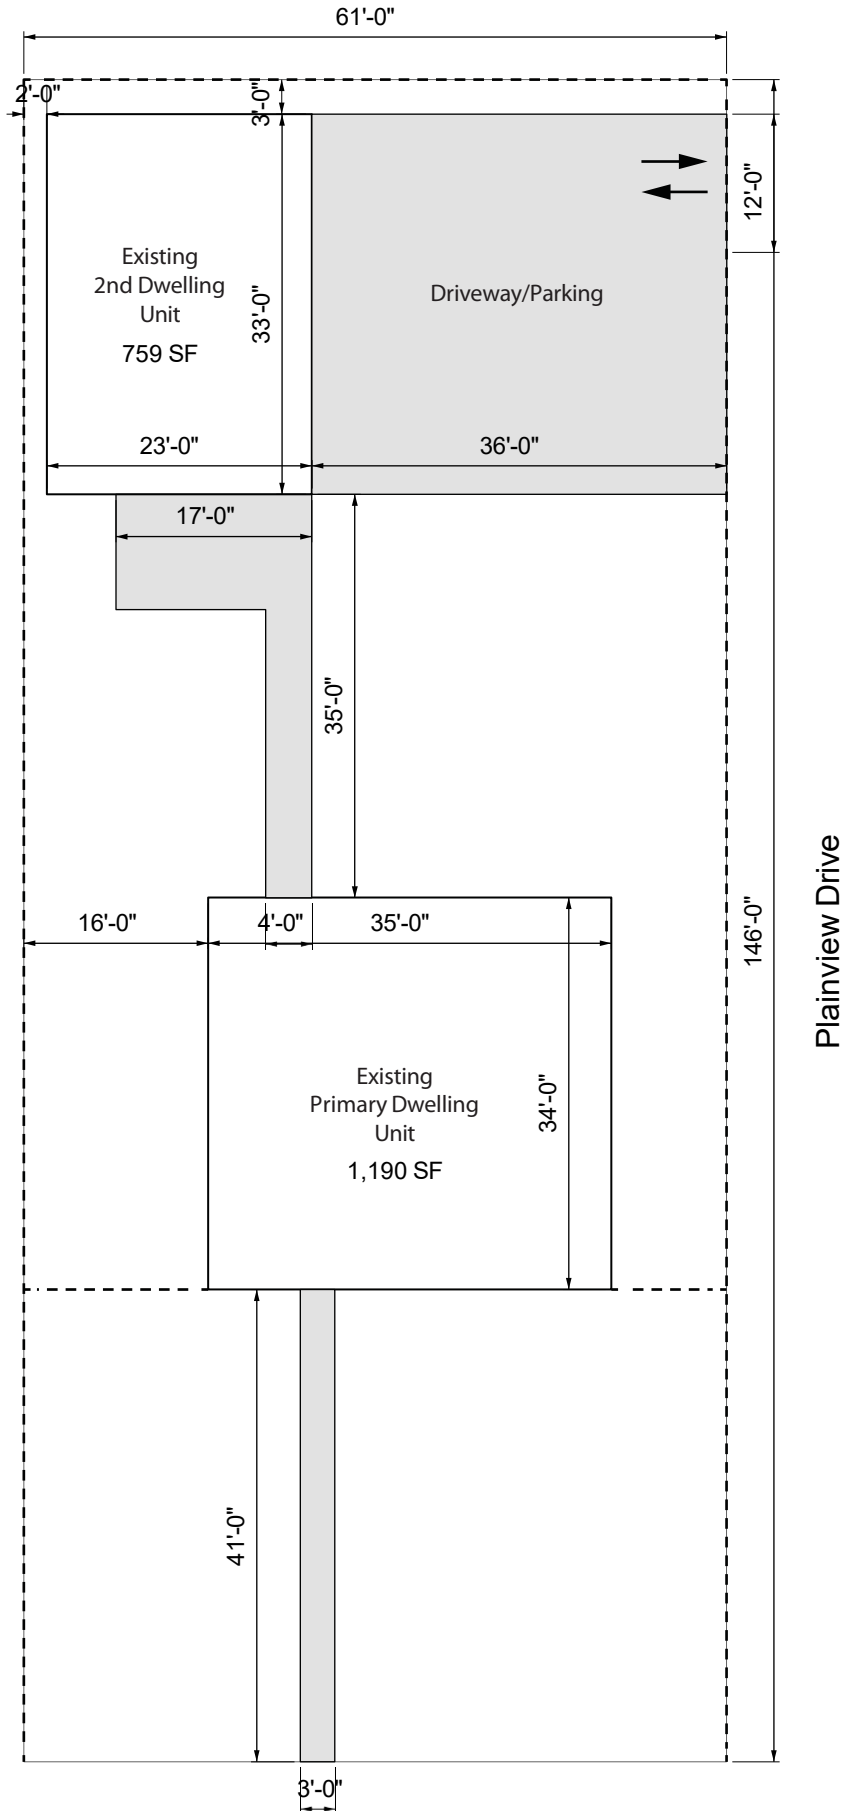 61'-0"
2'-0"
3'-0"
12'-0"
Existing
2nd Dwelling
Unit
759 SF
33'-0"
Driveway/Parking
23'-0"
36'-0"
17'-0"
35'-0"
16'-0"
4'-0"
35'-0"
146'-0"
Plainview Drive
Existing
Primary Dwelling
Unit
1,190 SF
34'-0"
41'-0"
3'-0"